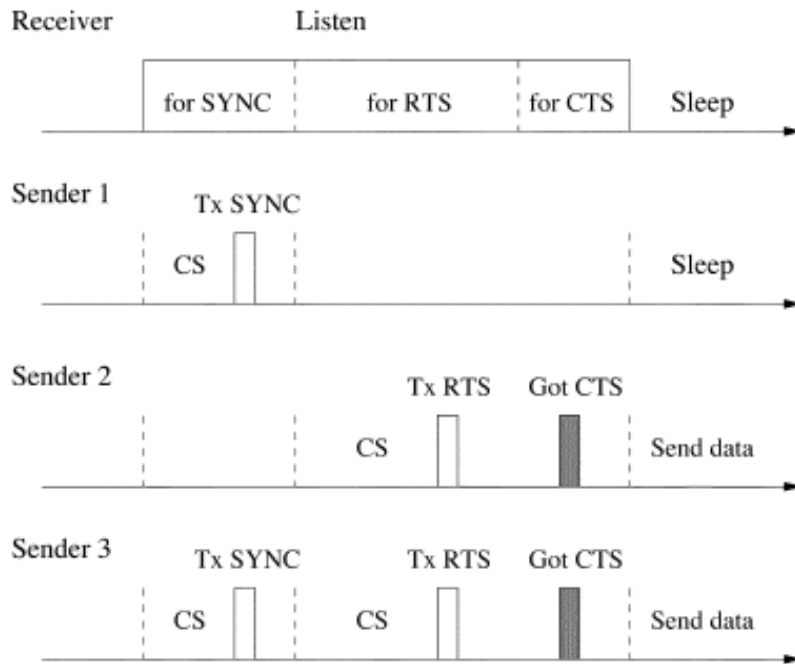 Receiver Listen
for SYNC for RTS for CTS Sleep
Sender 1
Tx SYNC
CS Sleep
Sender 2
Tx RTS Got CTS
CS Send data
Sender 3
Tx SYNC Tx RTS Got CTS
CS CS Send data